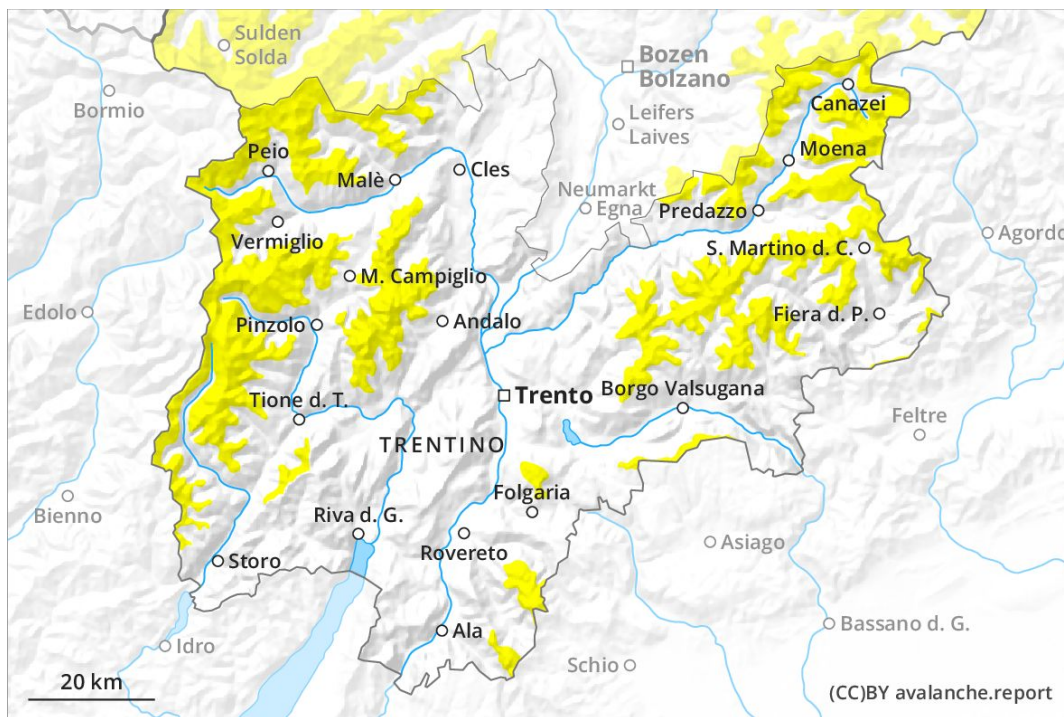 Sulden
Solda
Bozen
Bolzano
Bormio
Canazei
Leifers
Laives
Moena
Peio
Malè
Cles
Neumarkt
Egna
Predazzo
Vermiglio
Agordo
S. Martino d. C.
M. Campiglio
Edolo
Pinzolo
Andalo
Fiera d. P.
Trento
Borgo Valsugana
Tione d. T.
Feltre
TRENTINO
Bienno
Riva d. G.
Folgaria
Rovereto
Asiago
Storo
Ala
Bassano d. G.
Idro
Schio
20 km
(CC)BY avalanche.report